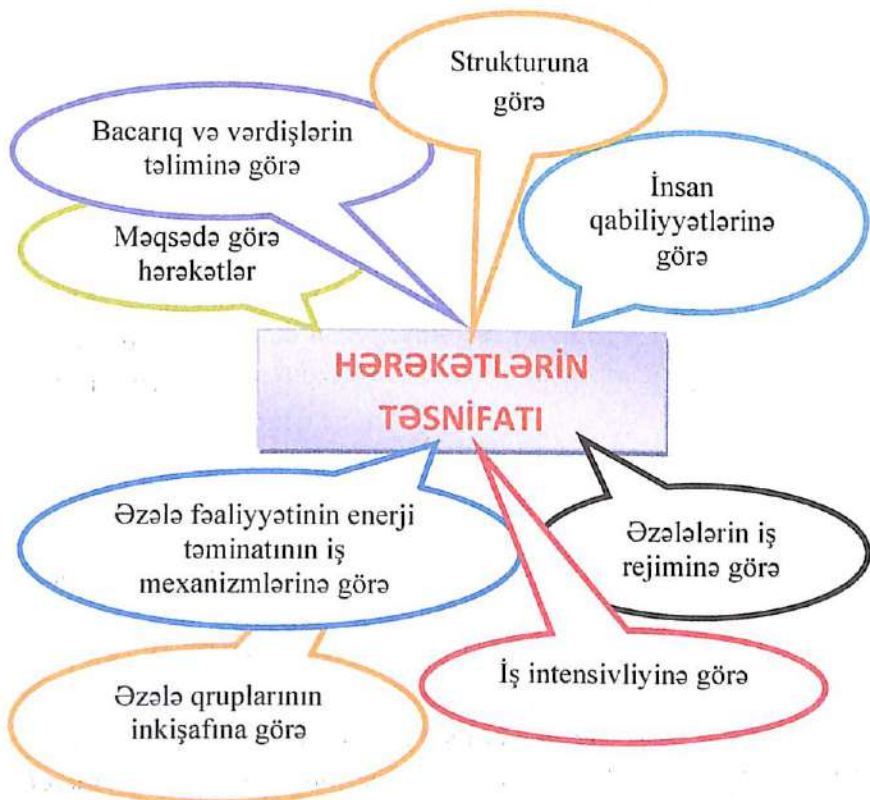 Strukturuna
görə
Bacarıq və vərdişlərin
təliminə görə
İnsan
qabiliyyətlərinə
görə
Məqsədə görə
hərəkətlər
HƏRƏKƏTLƏRİN
TƏSNİFATI
Əzələ fəaliyyətinin enerji
təminatının iş
mexanizmlərinə görə
Əzələlərin iş
rejiminə görə
İş intensivliyinə görə
Əzələ qruplarının
inkişafına görə